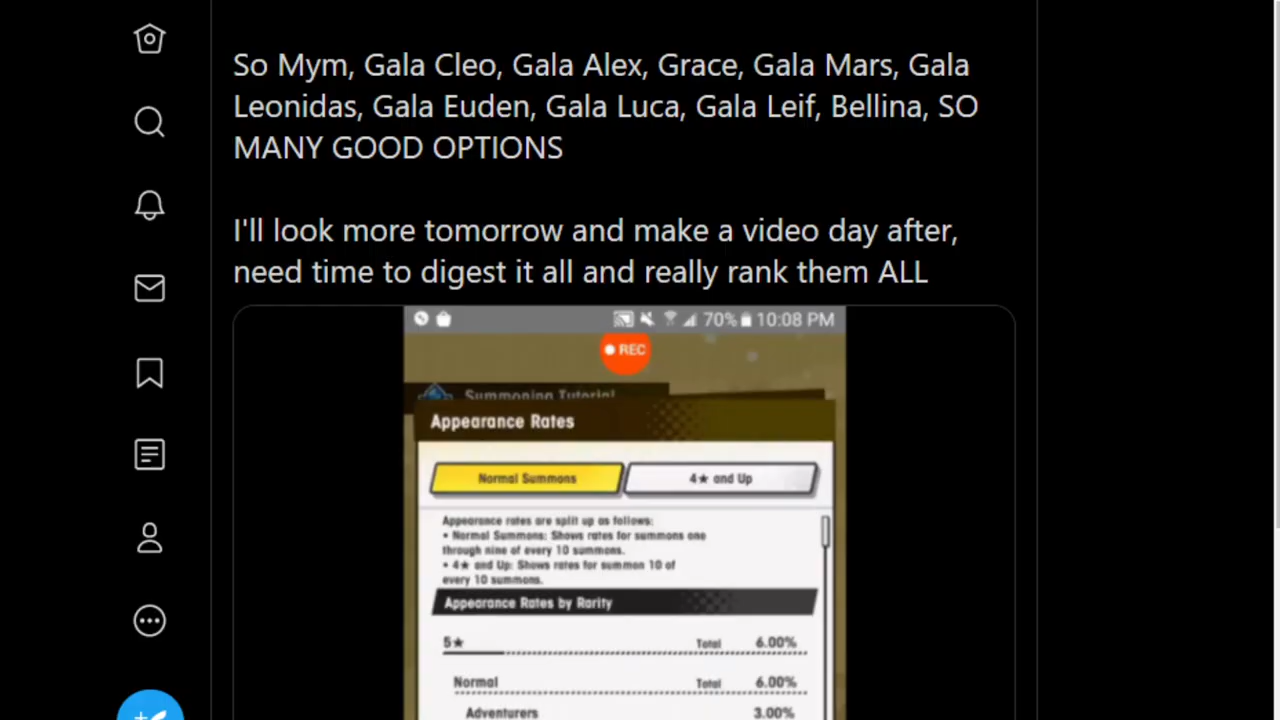 So Mym, Gala Cleo, Gala Alex, Grace, Gala Mars, Gala
Leonidas, Gala Euden, Gala Luca, Gala Leif, Bellina, SO
MANY GOOD OPTIONS
I'll look more tomorrow and make a video day after,
need time to digest it all and really rank them ALL
70% 10:08 PM
REC
Summoning Tutorial
Appearance Rates
Normal Summons
4★ and Up
Appearance rates are split up as follows:
• Normal Summons: Shows rates for summons one
through nine of every 10 summons.
• 4★ and Up: Shows rates for summon 10 of
every 10 summons.
Appearance Rates by Rarity
5★ Total 6.00%
Normal Total 6.00%
Adventurers 3.00%